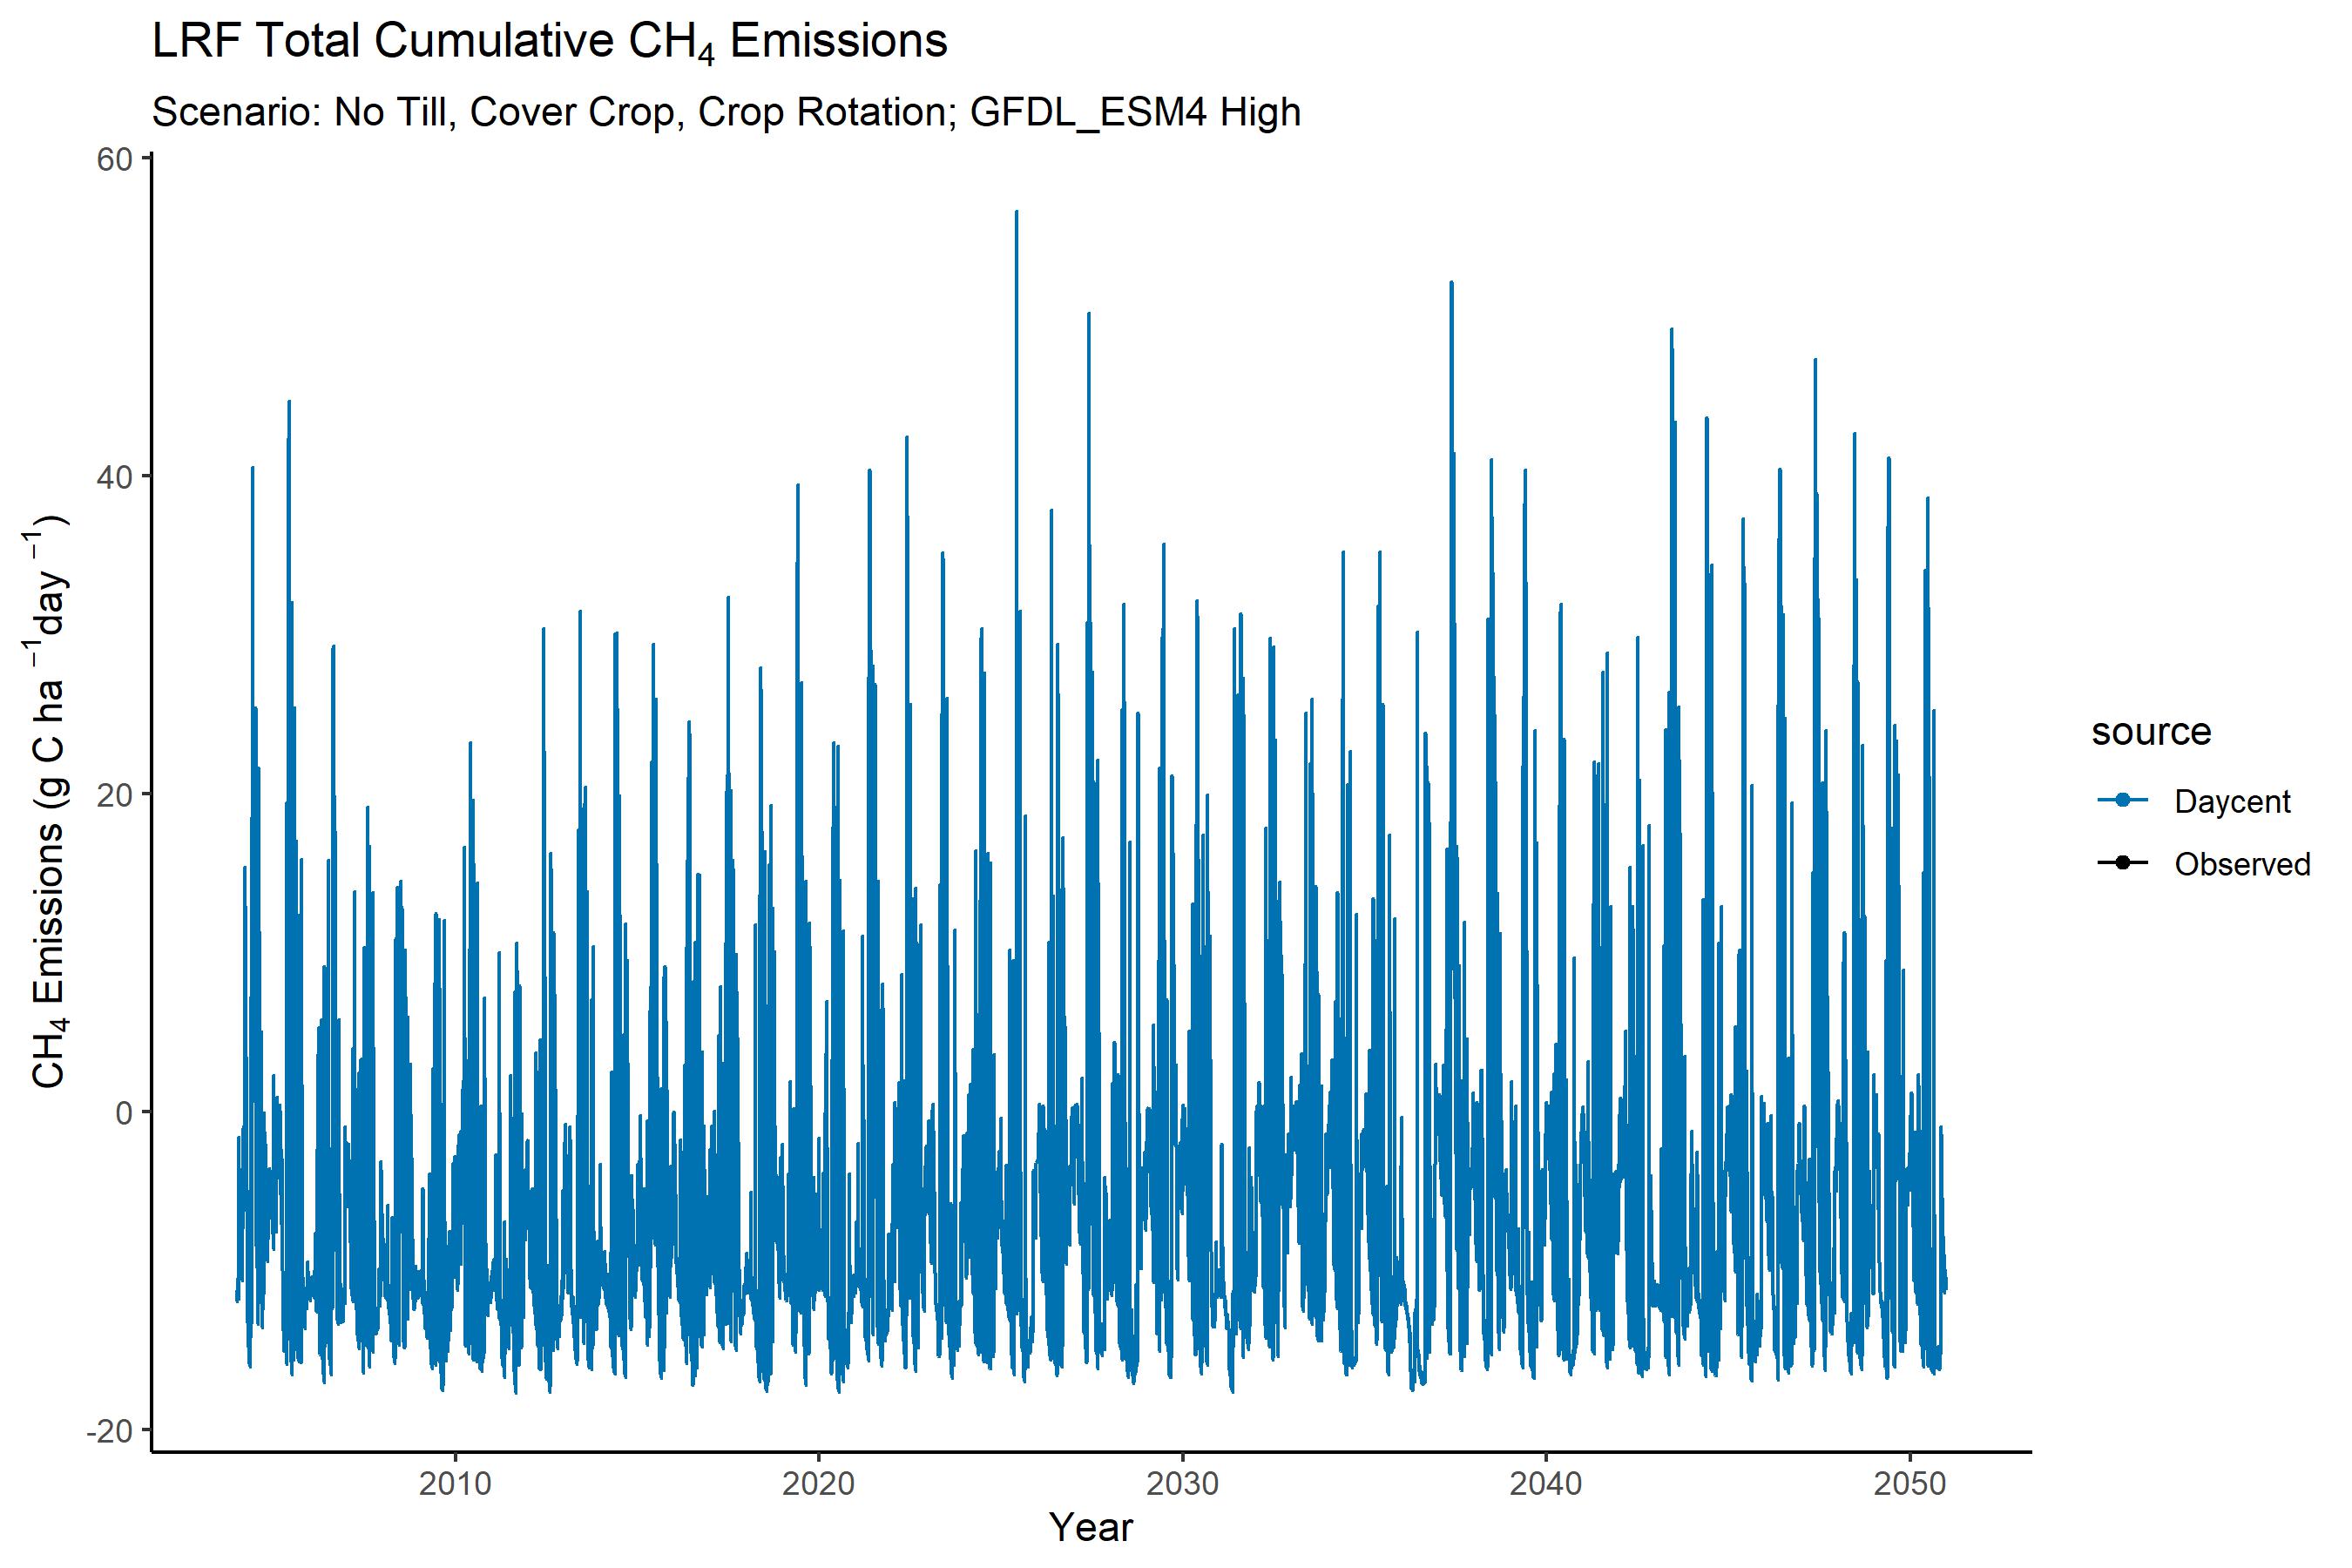 LRF Total Cumulative CH₄ Emissions
Scenario: No Till, Cover Crop, Crop Rotation; GFDL_ESM4 High
CH₄ Emissions (g C ha ⁻¹day ⁻¹)
60
40
20
0
-20
2010 2020 2030 2040 2050
Year
source
Daycent
Observed